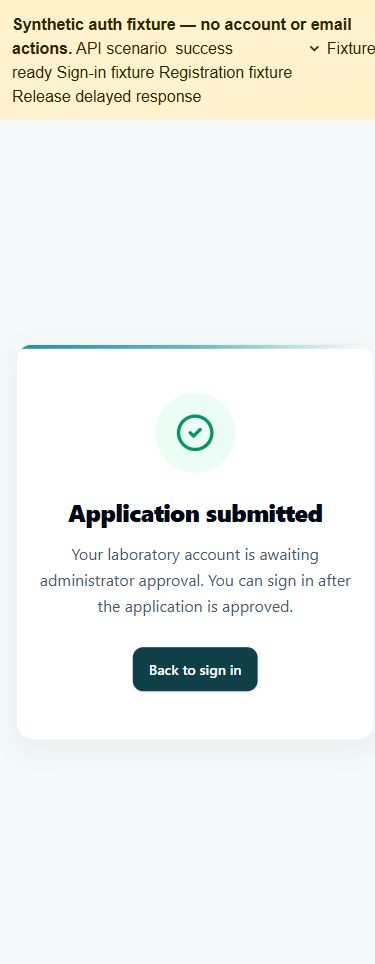 Synthetic auth fixture — no account or email
actions. API scenario success Fixture
ready Sign-in fixture Registration fixture
Release delayed response
Application submitted
Your laboratory account is awaiting
administrator approval. You can sign in after
the application is approved.
Back to sign in